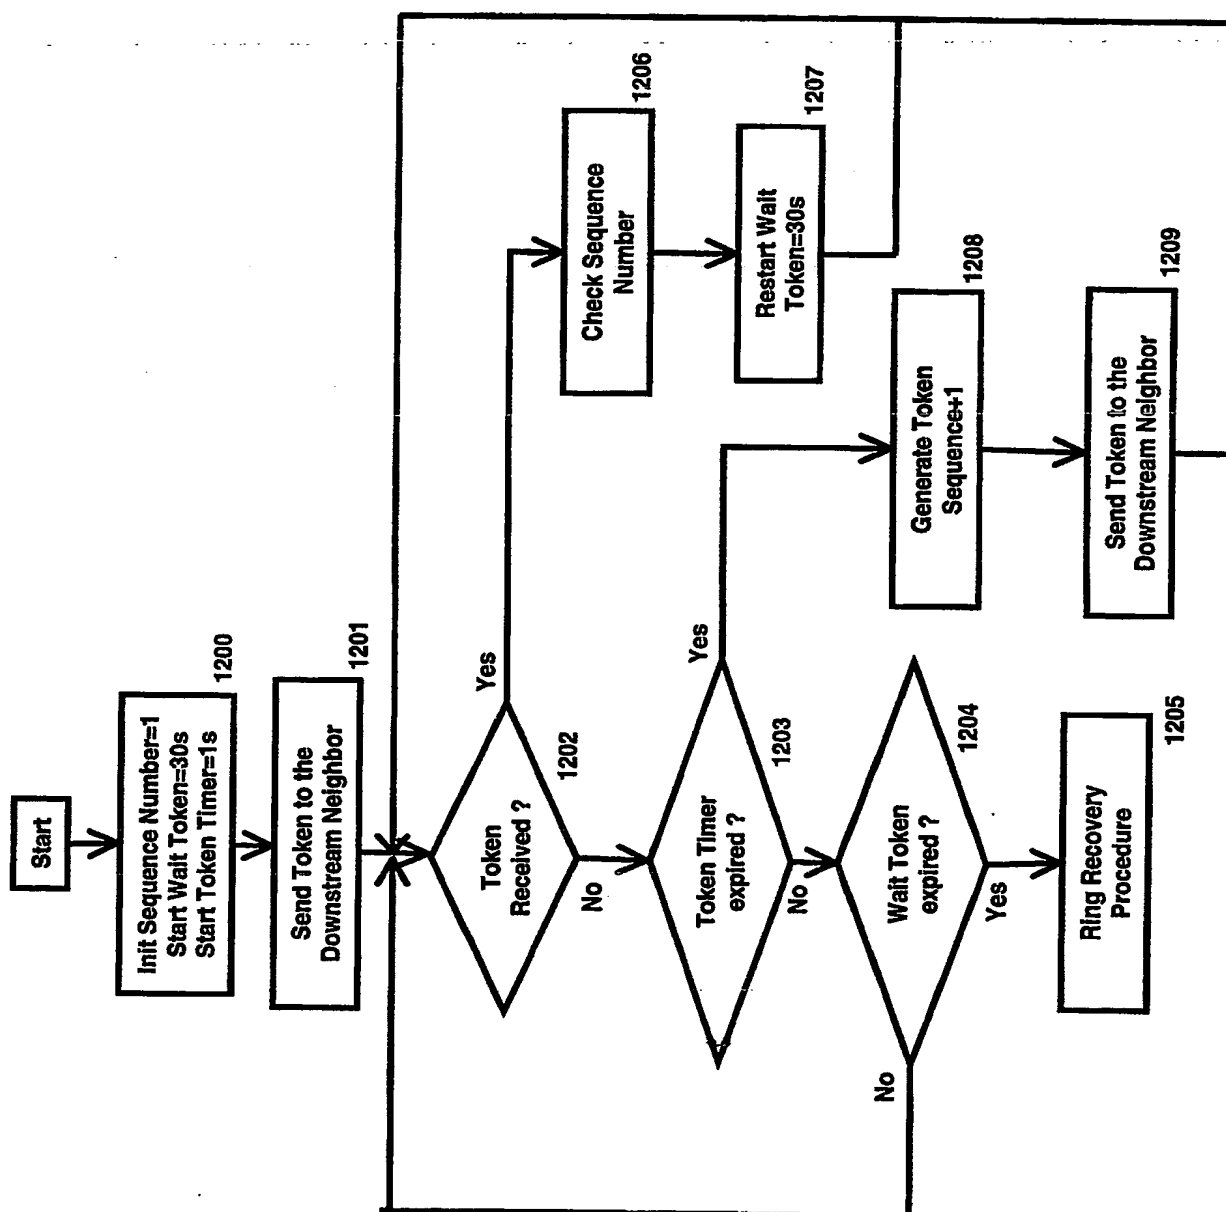 Start
Init Sequence Number=1
Start Wait Token=30s
Start Token Timer=1s
1200
Send Token to the
Downstream Neighbor
1201
Token
Received ?
1202
Yes
No
Check Sequence
Number
1206
Restart Wait
Token=30s
1207
Token Timer
expired ?
1203
Yes
No
Generate Token
Sequence+1
1208
Send Token to the
Downstream Neighbor
1209
Wait Token
expired ?
1204
No
Yes
Ring Recovery
Procedure
1205